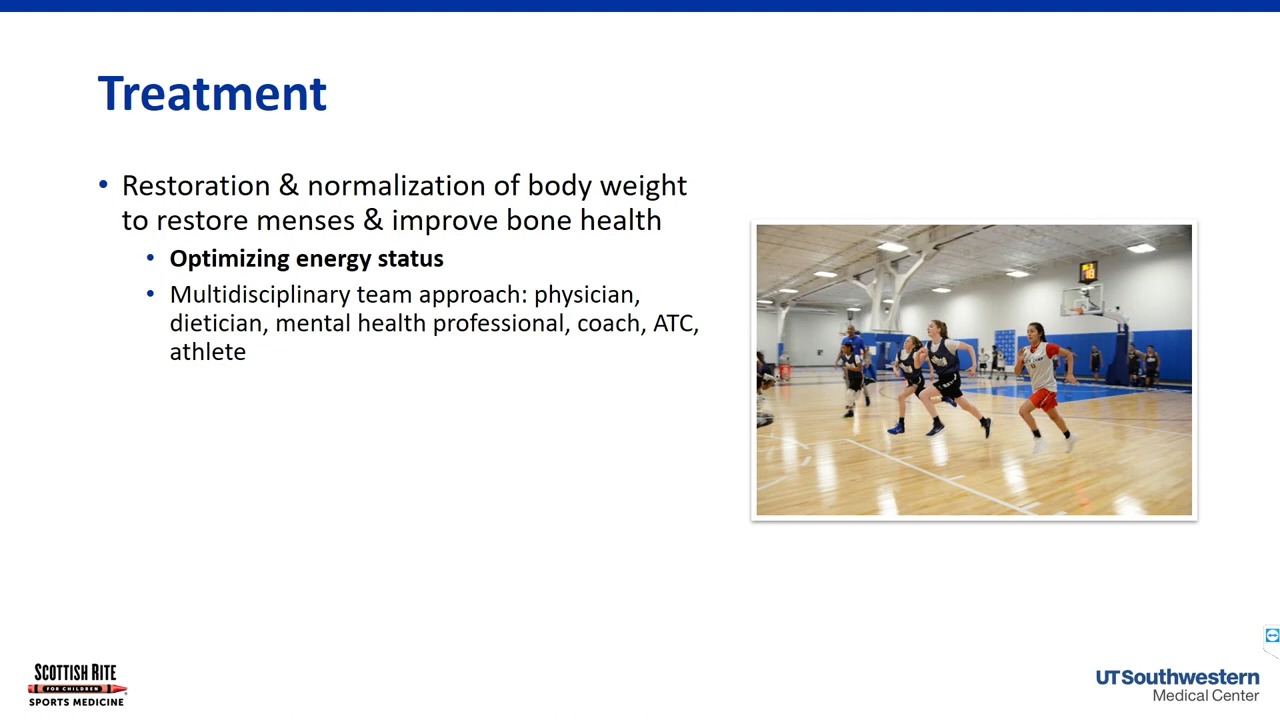 Treatment
• Restoration & normalization of body weight
to restore menses & improve bone health
• Optimizing energy status
• Multidisciplinary team approach: physician,
dietician, mental health professional, coach, ATC,
athlete
SCOTTISH RITE
FOR CHILDREN
SPORTS MEDICINE
UTSouthwestern
Medical Center